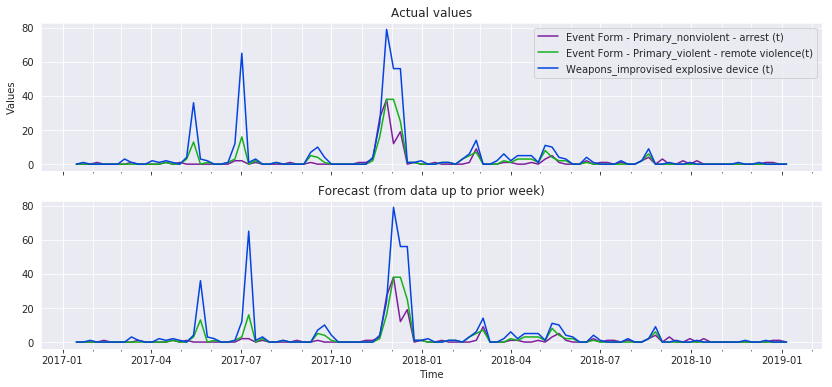 Actual values
Event Form - Primary_nonviolent - arrest (t)
Event Form - Primary_violent - remote violence(t)
Weapons_improvised explosive device (t)
80
60
40
20
0
Values
Forecast (from data up to prior week)
80
60
40
20
0
2017-01 2017-04 2017-07 2017-10 2018-01 2018-04 2018-07 2018-10 2019-01
Time